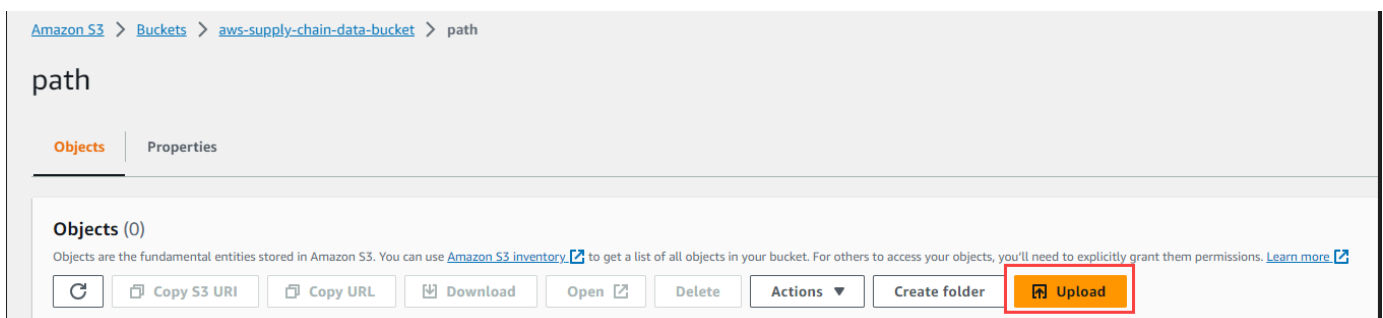 Amazon S3 > Buckets > aws-supply-chain-data-bucket > path
path
Objects Properties
Objects (0)
Objects are the fundamental entities stored in Amazon S3. You can use Amazon S3 inventory to get a list of all objects in your bucket. For others to access your objects, you'll need to explicitly grant them permissions. Learn more
Copy S3 URI Copy URL Download Open Delete Actions Create folder Upload